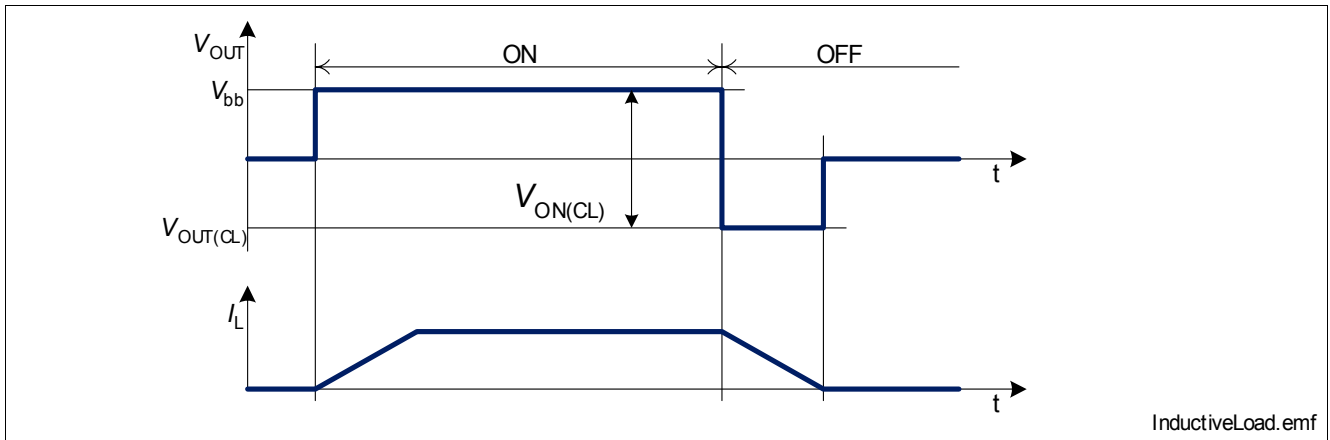 V_OUT
ON
OFF
V_bb
t
V_ON(CL)
V_OUT(CL)
I_L
t
InductiveLoad.emf